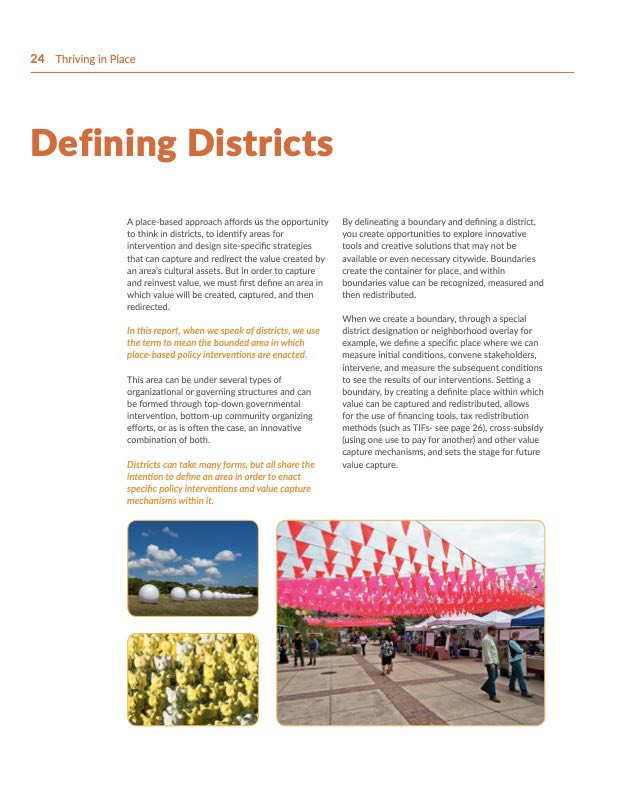 24 Thriving in Place
Defining Districts
A place-based approach affords us the opportunity
to think in districts, to identify areas for
intervention and design site-specific strategies
that can capture and redirect the value created by
an area's cultural assets. But in order to capture
and reinvest value, we must first define an area in
which value will be created, captured, and then
redirected.
In this report, when we speak of districts, we use
the term to mean the bounded area in which
place-based policy interventions are enacted.
This area can be under several types of
organizational or governing structures and can
be formed through top-down governmental
intervention, bottom-up community organizing
efforts, or as is often the case, an innovative
combination of both.
Districts can take many forms, but all share the
intention to define an area in order to enact
specific policy interventions and value capture
mechanisms within it.
By delineating a boundary and defining a district,
you create opportunities to explore innovative
tools and creative solutions that may not be
available or even necessary citywide. Boundaries
create the container for place, and within
boundaries value can be recognized, measured and
then redistributed.
When we create a boundary, through a special
district designation or neighborhood overlay for
example, we define a specific place where we can
measure initial conditions, convene stakeholders,
intervene, and measure the subsequent conditions
to see the results of our interventions. Setting a
boundary, by creating a definite place within which
value can be captured and redistributed, allows
for the use of financing tools, tax redistribution
methods (such as TIFs- see page 26), cross-subsidy
(using one use to pay for another) and other value
capture mechanisms, and sets the stage for future
value capture.